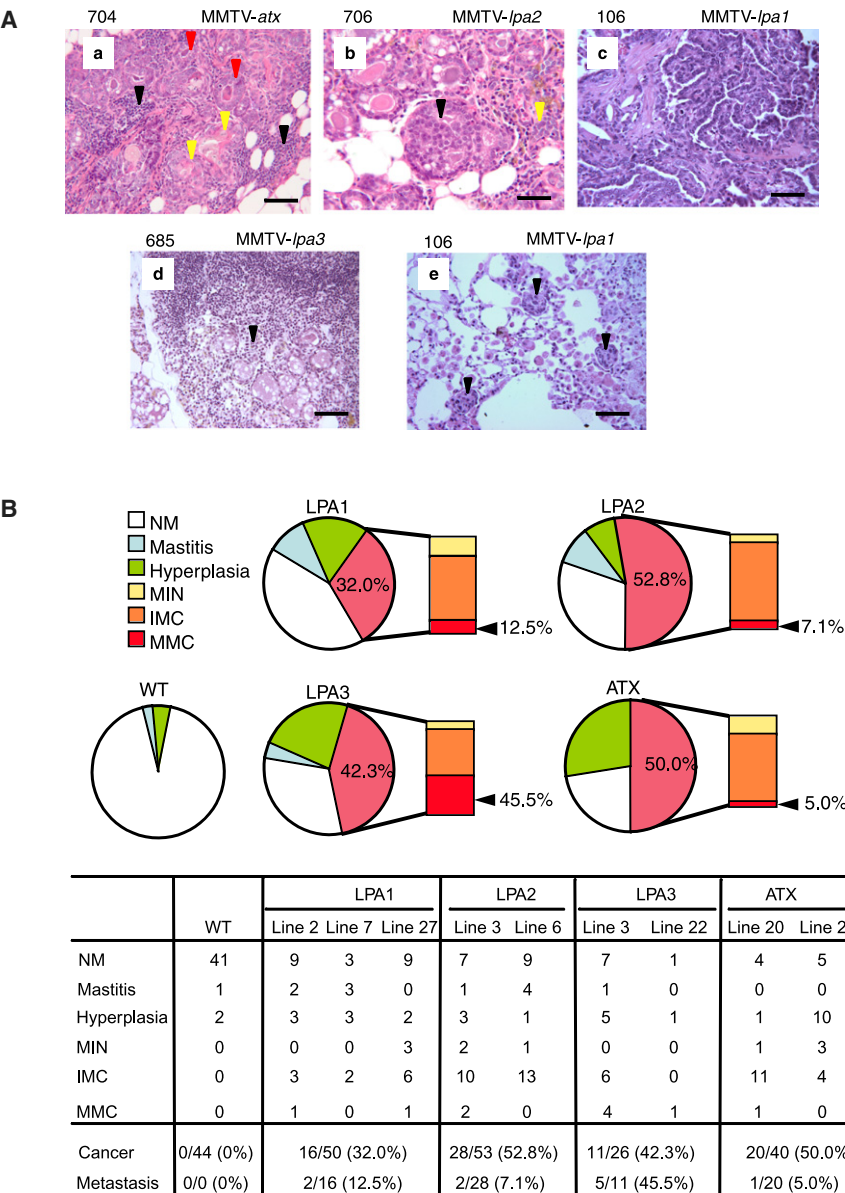 A
704 MMTV-atx 706 MMTV-lpa2 106 MMTV-lpa1
a b c
685 MMTV-lpa3 106 MMTV-lpa1
d e
B
NM
Mastitis
Hyperplasia
MIN
IMC
MMC
LPA1
32.0%
12.5%
LPA2
52.8%
7.1%
WT
LPA3
42.3%
45.5%
ATX
50.0%
5.0%
LPA1 LPA2 LPA3 ATX
WT Line 2 Line 7 Line 27 Line 3 Line 6 Line 3 Line 22 Line 20 Line 2
NM 41 9 3 9 7 9 7 1 4 5
Mastitis 1 2 3 0 1 4 1 0 0 0
Hyperplasia 2 3 3 2 3 1 5 1 1 10
MIN 0 0 0 3 2 1 0 0 1 3
IMC 0 3 2 6 10 13 6 0 11 4
MMC 0 1 0 1 2 0 4 1 1 0
Cancer 0/44 (0%) 16/50 (32.0%) 28/53 (52.8%) 11/26 (42.3%) 20/40 (50.0%
Metastasis 0/0 (0%) 2/16 (12.5%) 2/28 (7.1%) 5/11 (45.5%) 1/20 (5.0%)